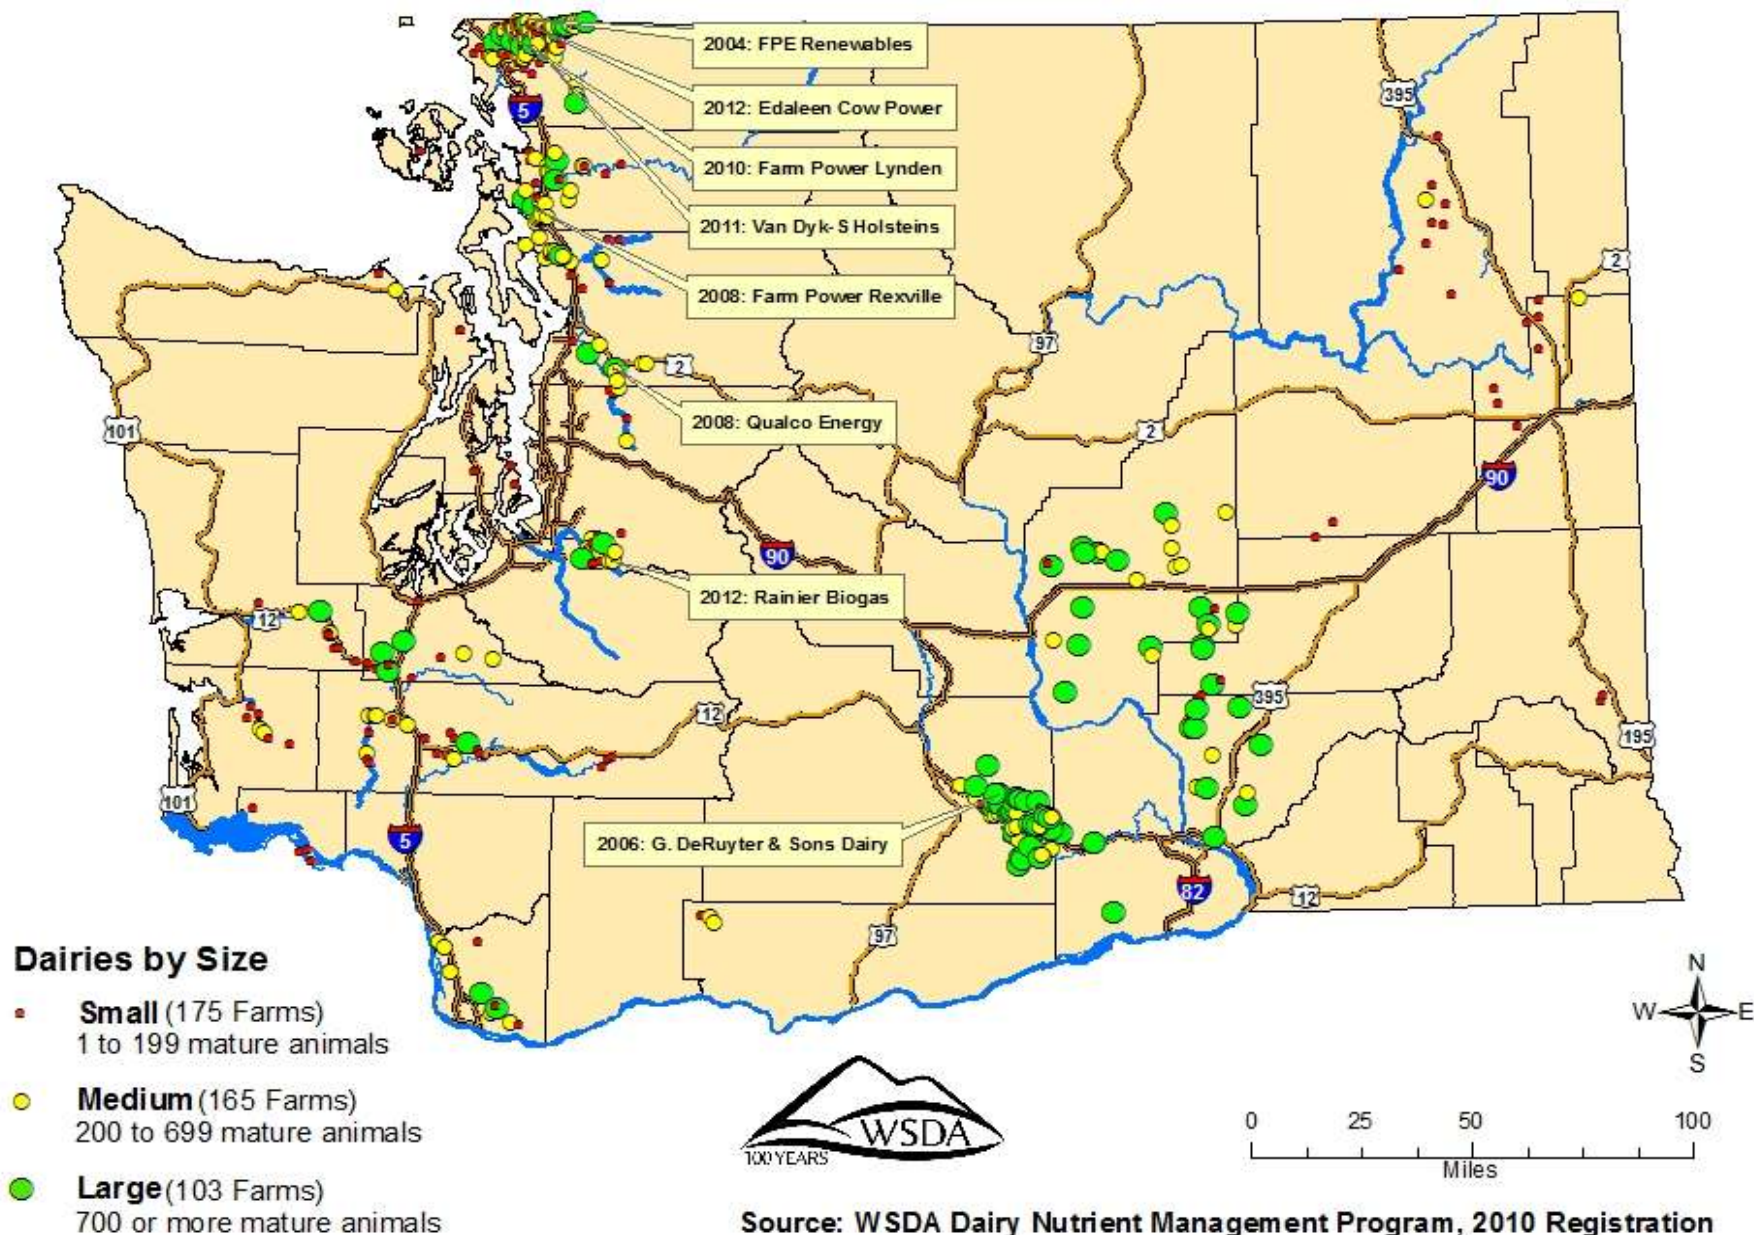 2004: FPE Renewables
395
2012: Edaleen Cow Power
5
2010: Farm Power Lynden
2011: Van Dyk-S Holsteins
2
2008: Farm Power Rexville
97
2
101
2008: Qualco Energy
2
90
90
2012: Rainier Biogas
12
395
12
195
101
5
2006: G. DeRuyter & Sons Dairy
82
12
97
Dairies by Size
Small (175 Farms)
1 to 199 mature animals
Medium (165 Farms)
200 to 699 mature animals
Large (103 Farms)
700 or more mature animals
WSDA
100 YEARS
N
W E
S
0 25 50 100
Miles
Source: WSDA Dairy Nutrient Management Program, 2010 Registration